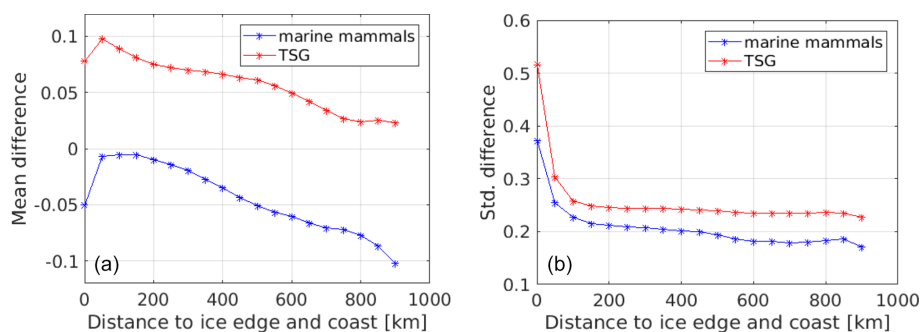 0.1
0.05
0
-0.05
-0.1
Mean difference
marine mammals
TSG
(a)
0 200 400 600 800 1000
Distance to ice edge and coast [km]
0.6
0.5
0.4
0.3
0.2
0.1
Std. difference
marine mammals
TSG
(b)
0 200 400 600 800 1000
Distance to ice edge and coast [km]